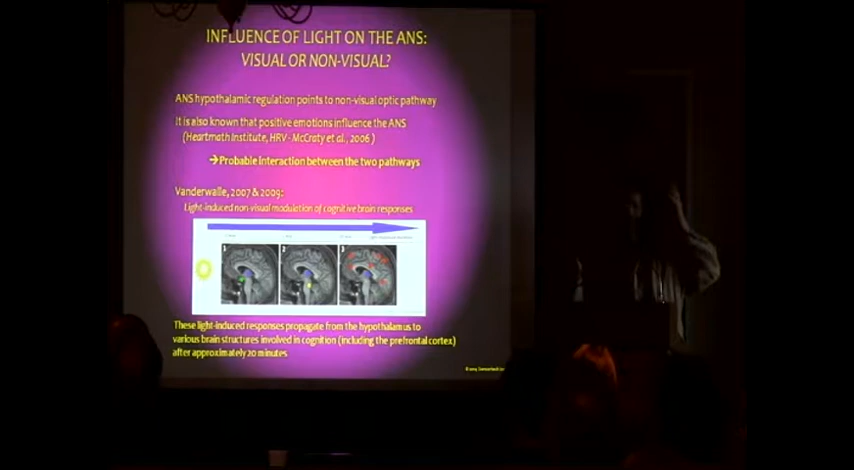 INFLUENCE OF LIGHT ON THE ANS:
VISUAL OR NON-VISUAL?
ANS hypothalamic regulation points to non-visual optic pathway
It is also known that positive emotions influence the ANS
(Heartmath Institute, HRV - McCraty et al., 2006 )
→Probable interaction between the two pathways
Vanderwalle, 2007 & 2009:
Light-induced non-visual modulation of cognitive brain responses
1 2 3
These light-induced responses propagate from the hypothalamus to
various brain structures involved in cognition (including the prefrontal cortex)
after approximately 20 minutes